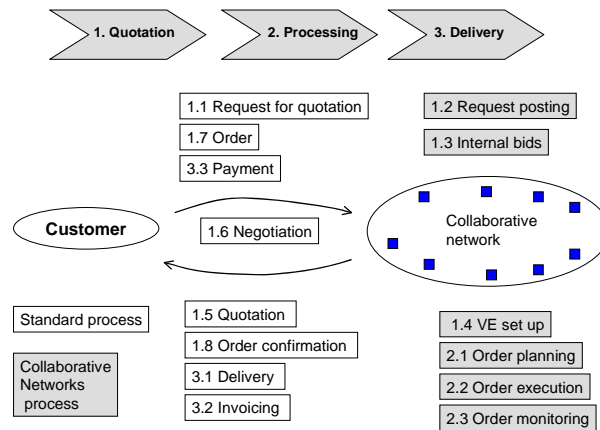 1. Quotation
2. Processing
3. Delivery
1.1 Request for quotation
1.7 Order
3.3 Payment
1.2 Request posting
1.3 Internal bids
Customer
1.6 Negotiation
Collaborative
network
Standard process
Collaborative
Networks
process
1.5 Quotation
1.8 Order confirmation
3.1 Delivery
3.2 Invoicing
1.4 VE set up
2.1 Order planning
2.2 Order execution
2.3 Order monitoring